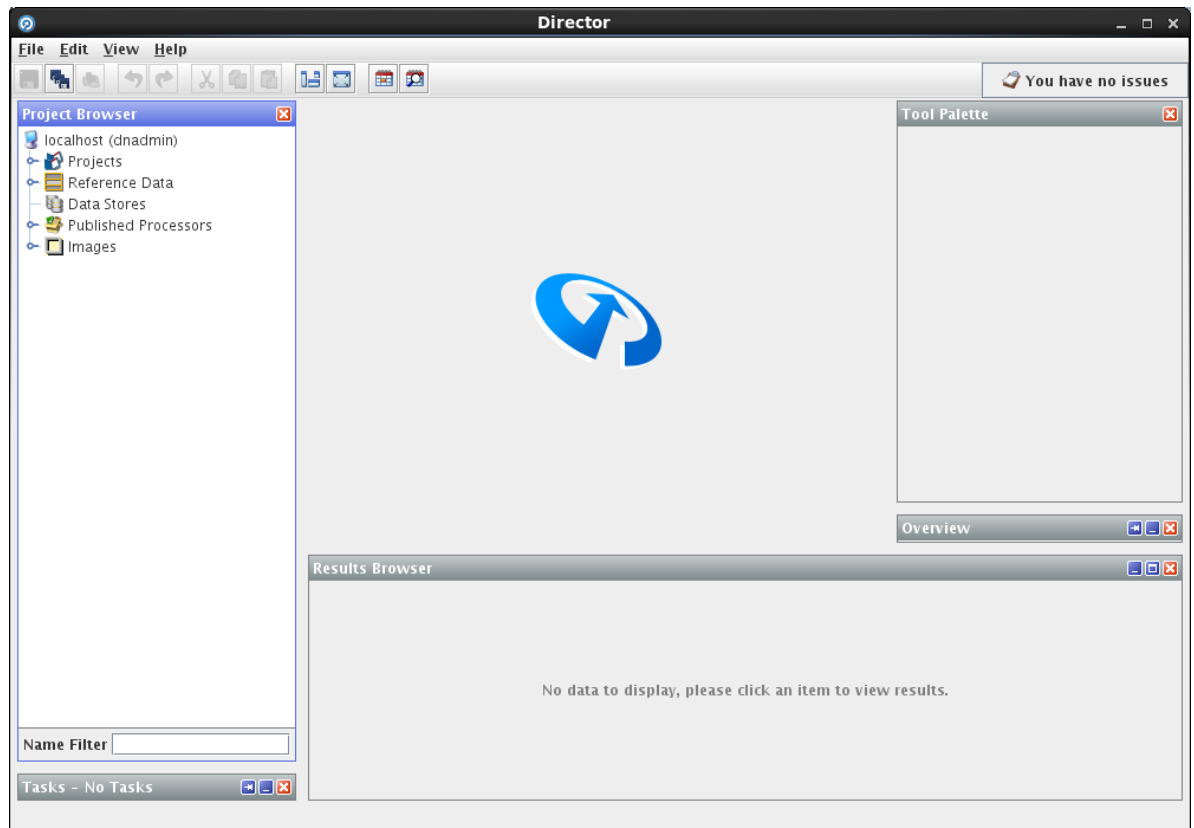 Director
File Edit View Help
You have no issues
Project Browser
localhost (dnadmin)
Projects
Reference Data
Data Stores
Published Processors
Images
Name Filter
Tasks - No Tasks
Tool Palette
Overview
Results Browser
No data to display, please click an item to view results.